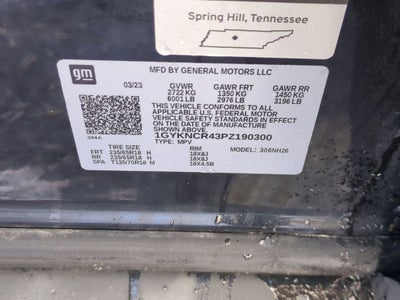 Spring Hill, Tennessee
gm
MFD BY GENERAL MOTORS LLC
03/23 GVWR GAWR FRT GAWR RR
2722 KG 1350 KG 1450 KG
6001 LB 2976 LB 3196 LB
THIS VEHICLE CONFORMS TO ALL
APPLICABLE U.S. FEDERAL MOTOR
VEHICLE SAFETY STANDARDS IN EFFECT
ON THE DATE OF MANUFACTURE
SHOWN ABOVE.
1GYKNCR43PZ190300
TYPE: MPV MODEL: 306NH26
TIRE SIZE RIM
FRT 235/65R18 H 18X8J
RR 235/65R18 H 18X8J
SPA T135/70R18 M 18X4.5B